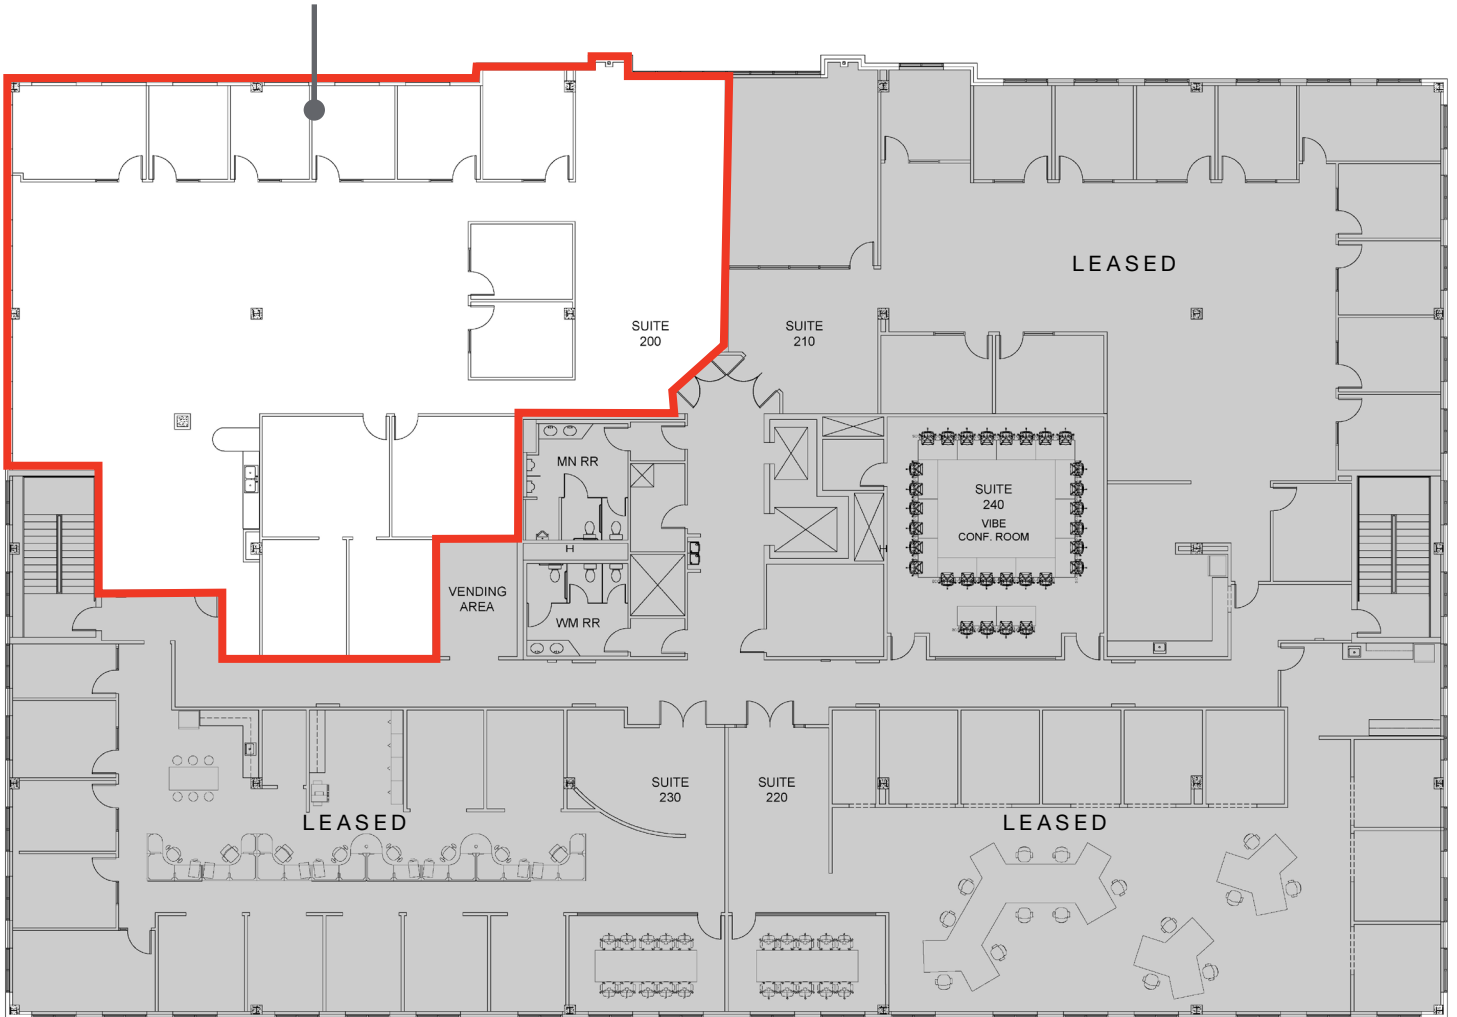 LEASED
SUITE
200
SUITE
210
MN RR
SUITE
240
VIBE
CONF. ROOM
H
VENDING
AREA
WM RR
SUITE
230
SUITE
220
LEASED
LEASED